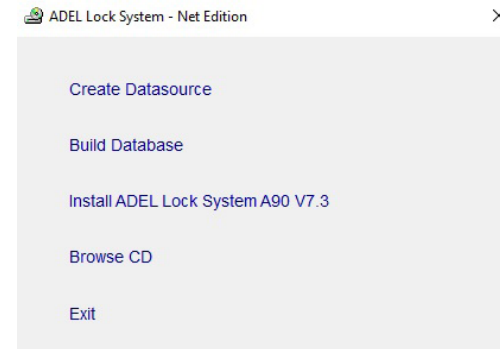 ADEL Lock System - Net Edition
Create Datasource
Build Database
Install ADEL Lock System A90 V7.3
Browse CD
Exit